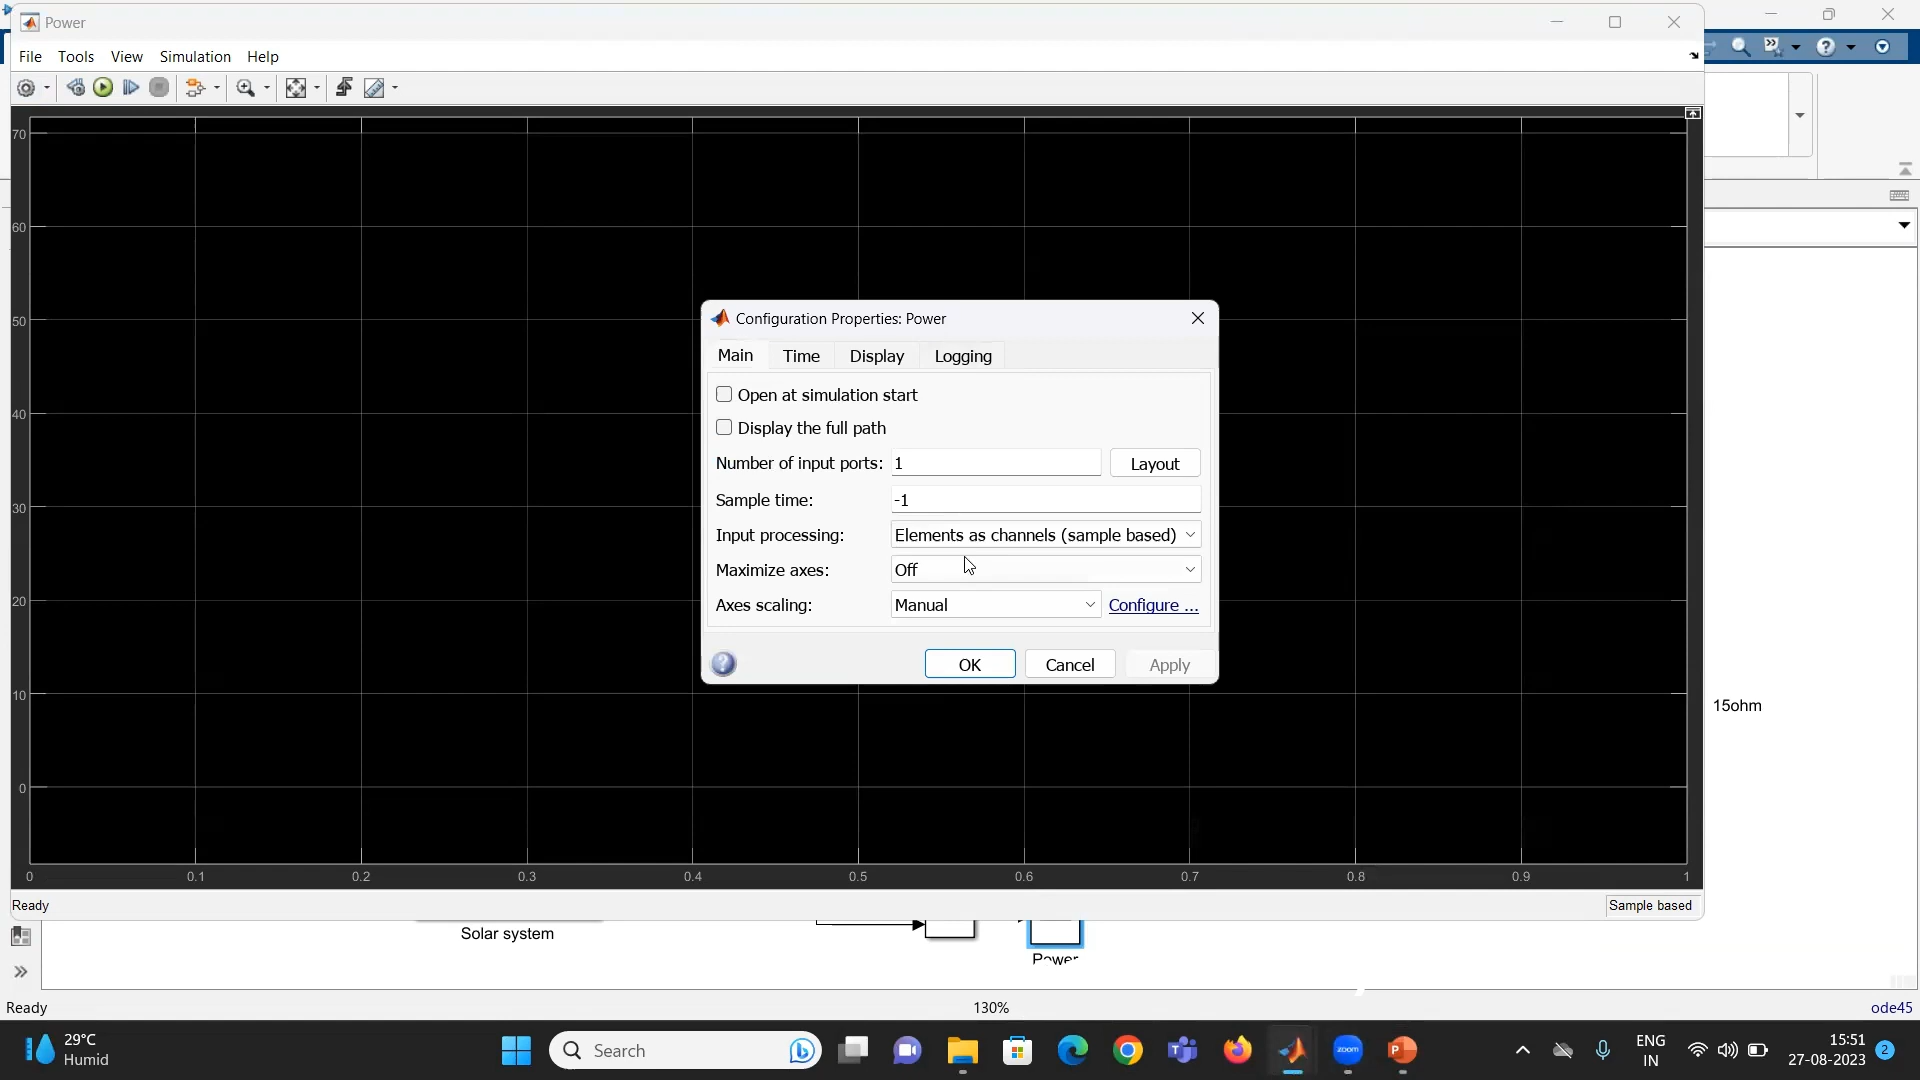 Power
File Tools View Simulation Help
70
60
50
40
30
20
10
0
0 0.1 0.2 0.3 0.4 0.5 0.6 0.7 0.8 0.9 1
Configuration Properties: Power
Main Time Display Logging
Open at simulation start
Display the full path
Number of input ports: 1 Layout
Sample time: -1
Input processing: Elements as channels (sample based)
Maximize axes: Off
Axes scaling: Manual Configure ...
OK Cancel Apply
15ohm
Ready Sample based
Solar system
Power
Ready 130% ode45
29°C
Humid
Search
zoom
ENG
IN
15:51
27-08-2023
2